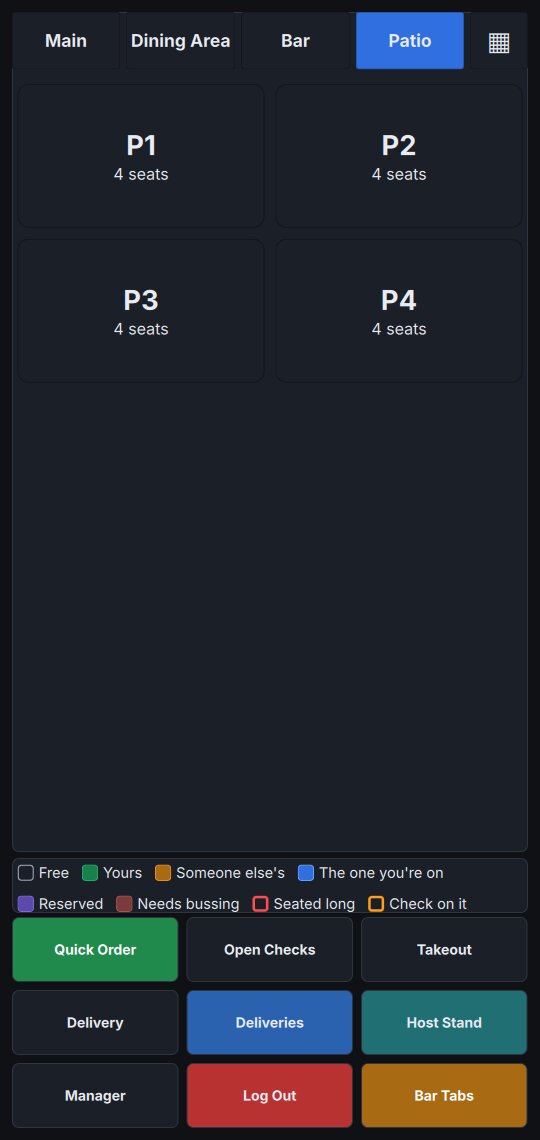 Main Dining Area Bar Patio
P1 P2
4 seats 4 seats
P3 P4
4 seats 4 seats
Free Yours Someone else's The one you're on
Reserved Needs bussing Seated long Check on it
Quick Order Open Checks Takeout
Delivery Deliveries Host Stand
Manager Log Out Bar Tabs